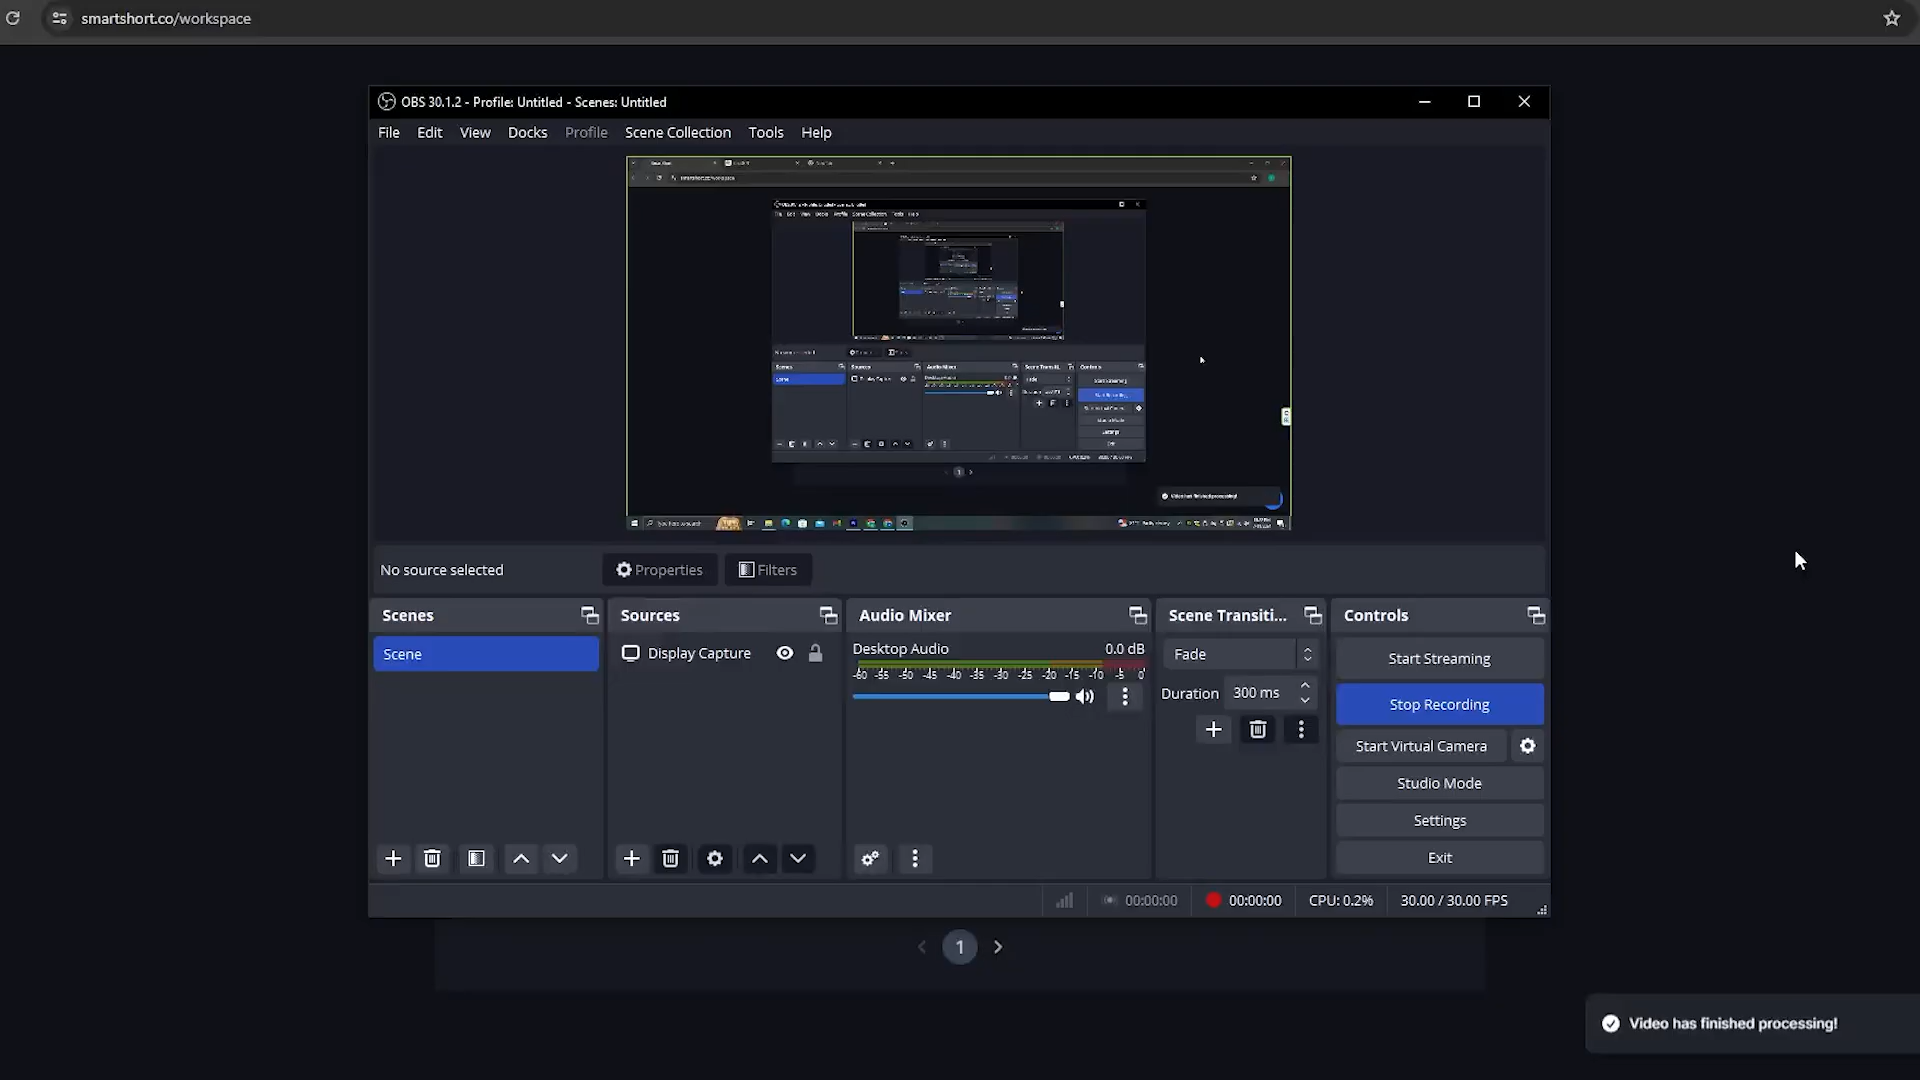 smartshort.co/workspace
OBS 30.1.2 - Profile: Untitled - Scenes: Untitled
File Edit View Docks Profile Scene Collection Tools Help
No source selected Properties Filters
Scenes Sources Audio Mixer Scene Transiti... Controls
Scene
Display Capture
Desktop Audio 0.0 dB
-60 -55 -50 -45 -40 -35 -30 -25 -20 -15 -10 -5 0
Fade
Duration 300 ms
Start Streaming
Stop Recording
Start Virtual Camera
Studio Mode
Settings
Exit
00:00:00 00:00:00 CPU: 0.2% 30.00 / 30.00 FPS
1
Video has finished processing!